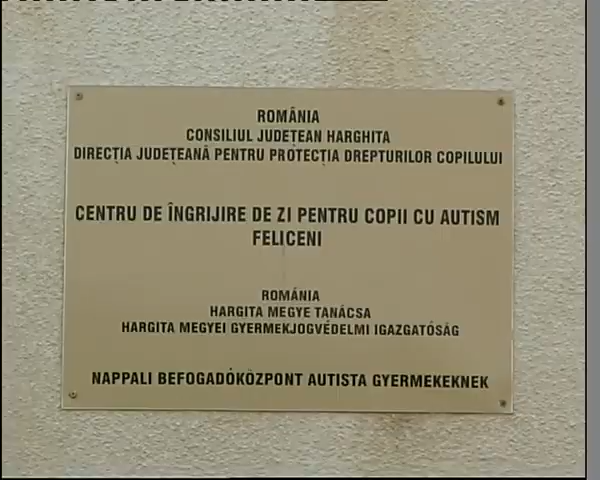 ROMÂNIA
CONSILIUL JUDEȚEAN HARGHITA
DIRECȚIA JUDEȚEANĂ PENTRU PROTECȚIA DREPTURILOR COPILULUI
CENTRU DE ÎNGRIJIRE DE ZI PENTRU COPII CU AUTISM
FELICENI
ROMÁNIA
HARGITA MEGYE TANÁCSA
HARGITA MEGYEI GYERMEKJOGVÉDELMI IGAZGATÓSÁG
NAPPALI BEFOGADÓKÖZPONT AUTISTA GYERMEKEKNEK